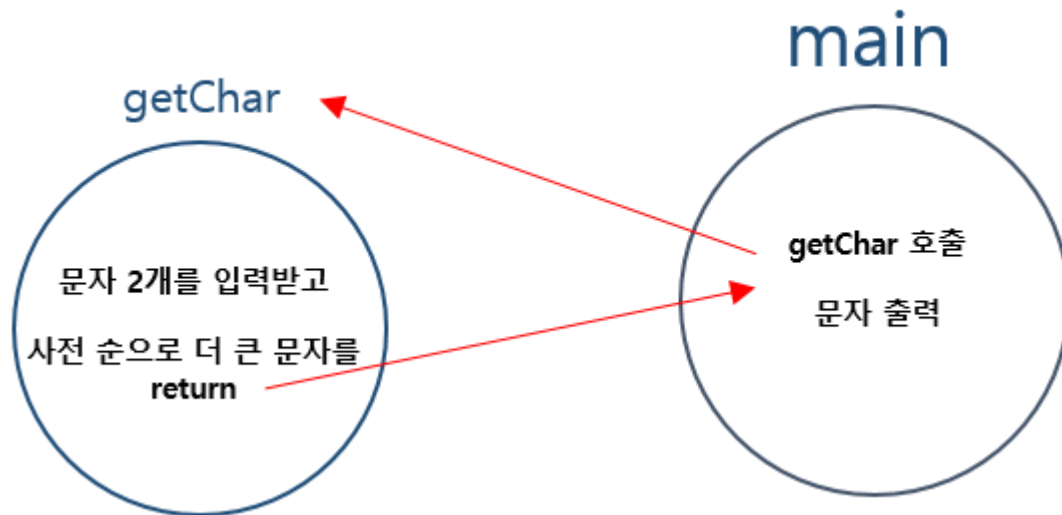 getChar
문자 2개를 입력받고
사전 순으로 더 큰 문자를
return
main
getChar 호출
문자 출력